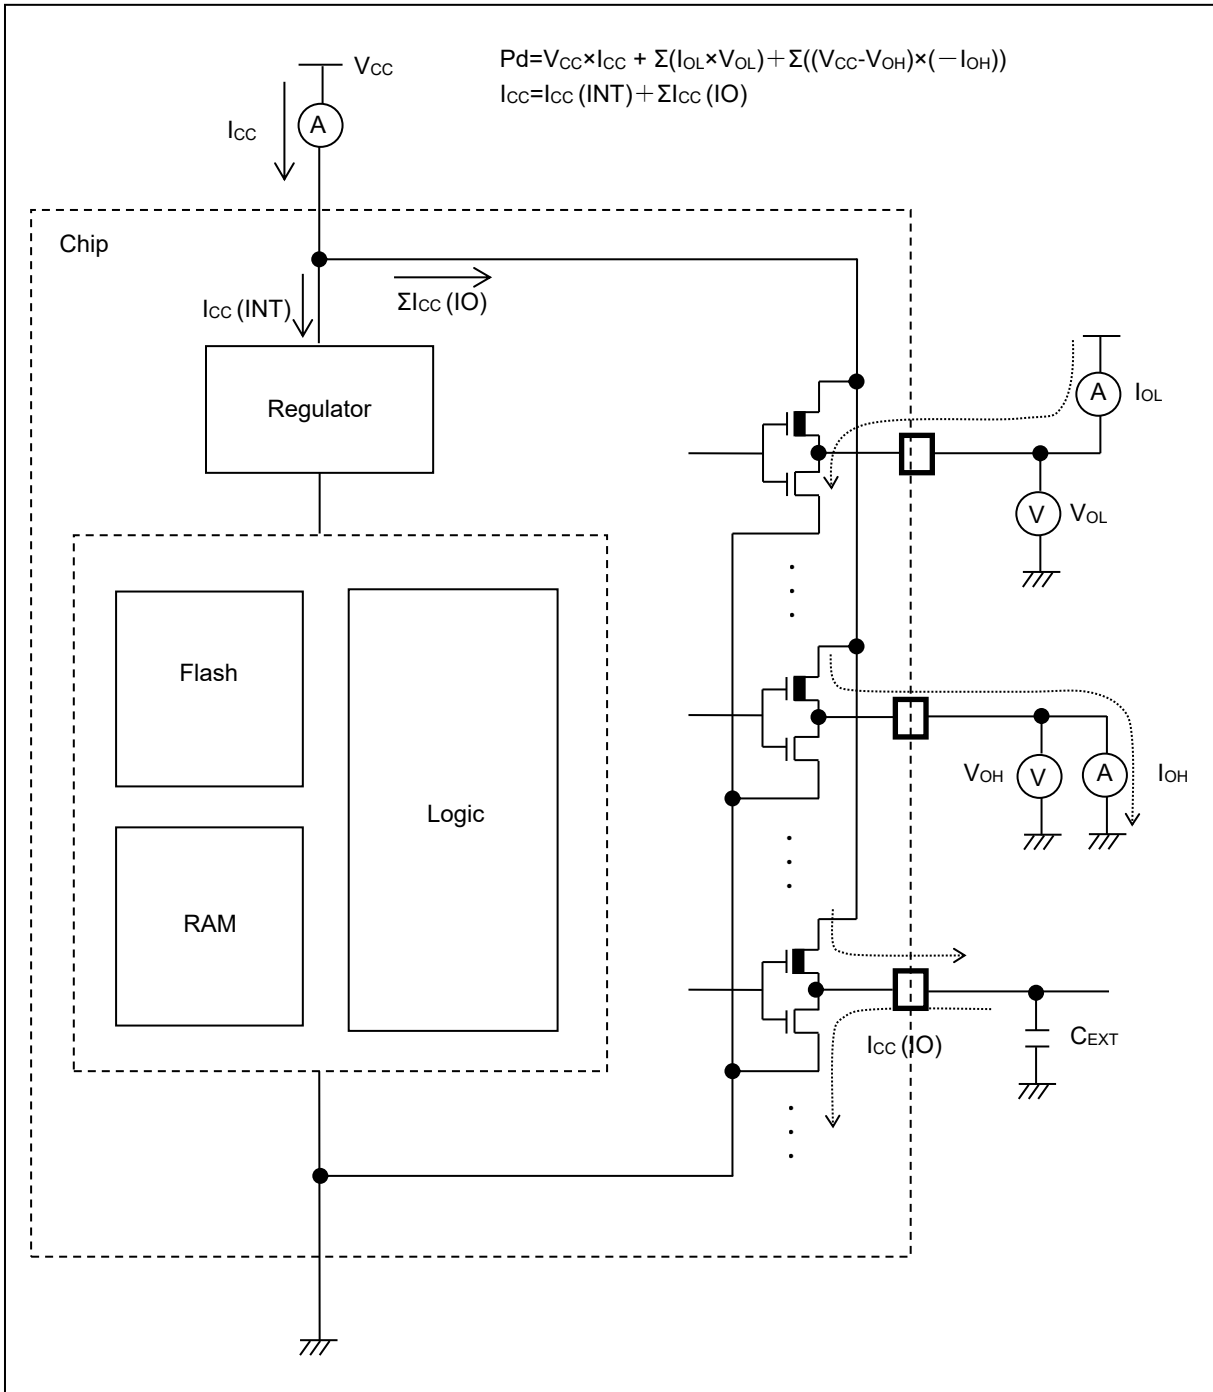 Pd=VCC×ICC + Σ(IOL×VOL)+Σ((VCC-VOH)×(-IOH))
ICC=ICC(INT)+ΣICC(IO)
VCC
A
ICC
Chip
ICC(INT)
ΣICC(IO)
Regulator
A
IOL
V
VOL
Flash
Logic
VOH
V
A
IOH
RAM
ICC(IO)
CEXT